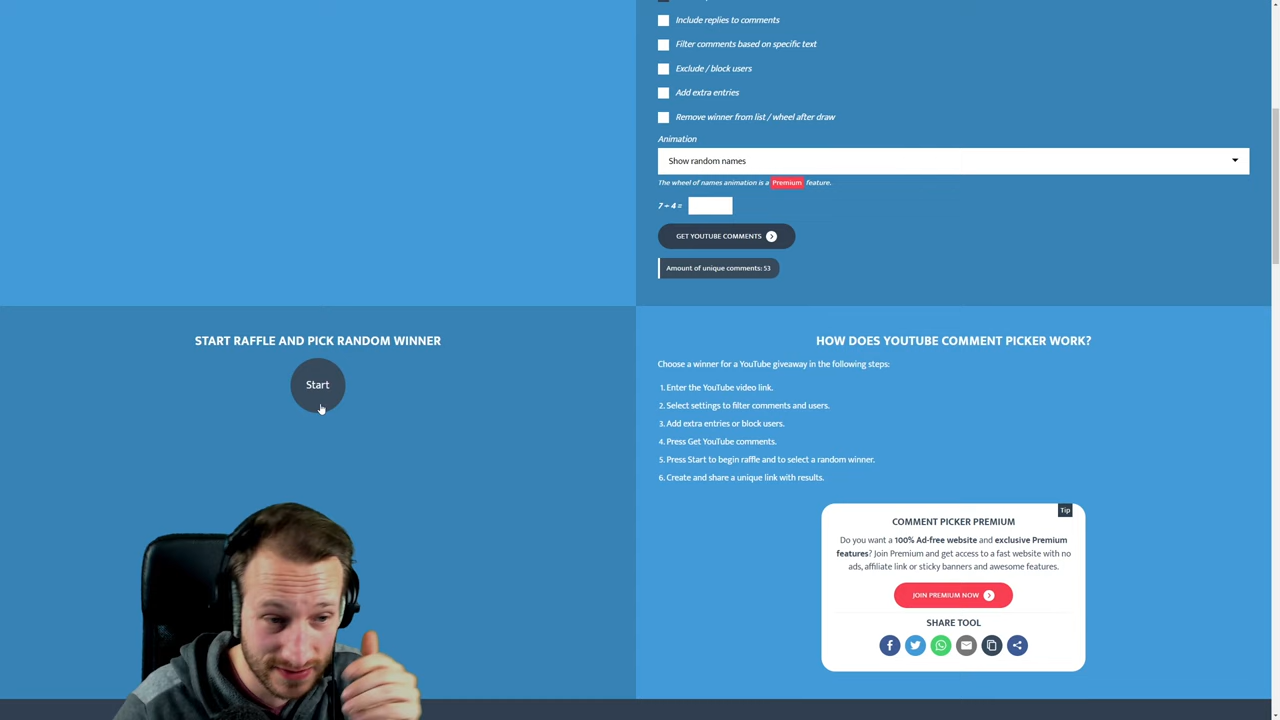 Include replies to comments
Filter comments based on specific text
Exclude / block users
Add extra entries
Remove winner from list / wheel after draw
Animation
Show random names
The wheel of names animation is a Premium feature.
7 + 4 =
GET YOUTUBE COMMENTS
Amount of unique comments: 53
START RAFFLE AND PICK RANDOM WINNER
Start
HOW DOES YOUTUBE COMMENT PICKER WORK?
Choose a winner for a YouTube giveaway in the following steps:
1. Enter the YouTube video link.
2. Select settings to filter comments and users.
3. Add extra entries or block users.
4. Press Get YouTube comments.
5. Press Start to begin raffle and to select a random winner.
6. Create and share a unique link with results.
Tip
COMMENT PICKER PREMIUM
Do you want a 100% Ad-free website and exclusive Premium
features? Join Premium and get access to a fast website with no
ads, affiliate link or sticky banners and awesome features.
JOIN PREMIUM NOW
SHARE TOOL